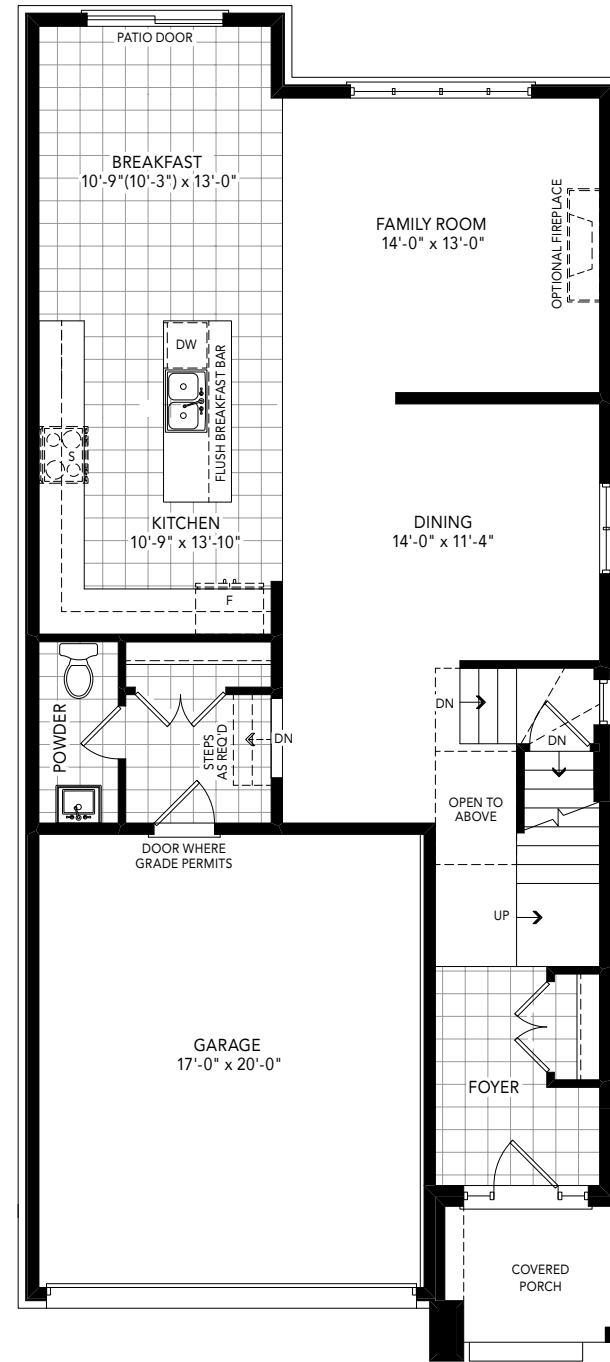 PATIO DOOR
BREAKFAST
10'-9"(10'-3") x 13'-0"
FAMILY ROOM
14'-0" x 13'-0"
OPTIONAL FIREPLACE
DW
FLUSH BREAKFAST BAR
S
KITCHEN
10'-9" x 13'-10"
DINING
14'-0" x 11'-4"
F
POWDER
STEPS
AS REQ'D
DN
DN
DN
OPEN TO
ABOVE
DOOR WHERE
GRADE PERMITS
UP
GARAGE
17'-0" x 20'-0"
FOYER
COVERED
PORCH